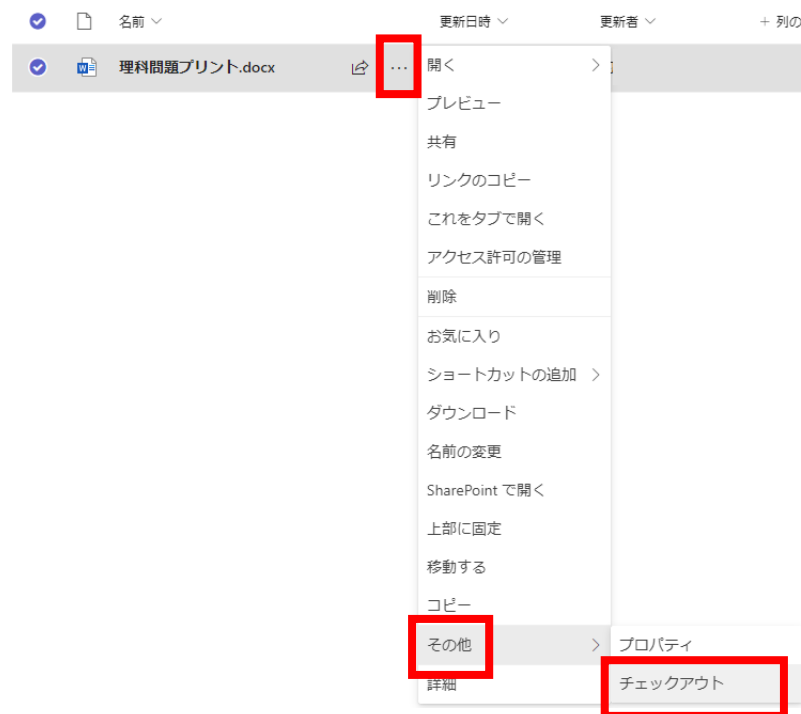 名前 更新日時 更新者 + 列の
理科問題プリント.docx ...
開く
プレビュー
共有
リンクのコピー
これをタブで開く
アクセス許可の管理
削除
お気に入り
ショートカットの追加
ダウンロード
名前の変更
SharePoint で開く
上部に固定
移動する
コピー
その他 プロパティ
詳細 チェックアウト